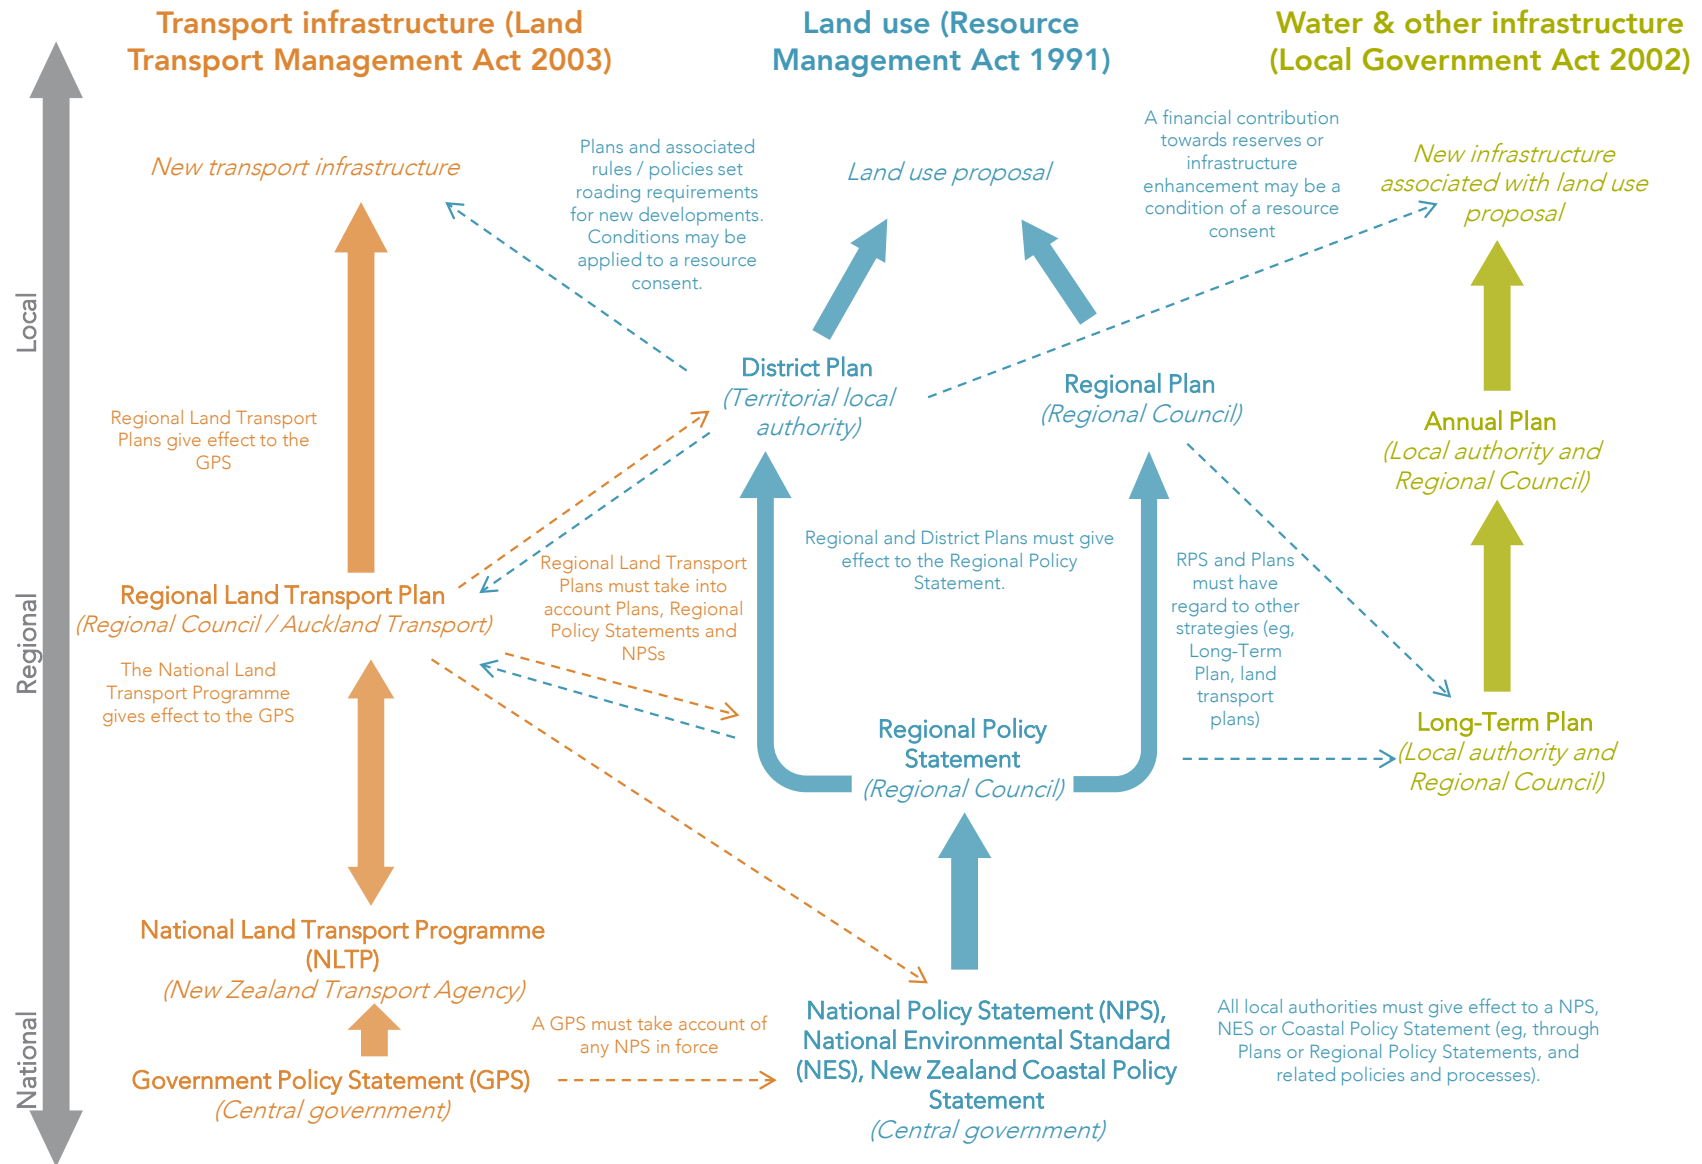 Transport infrastructure (Land
Transport Management Act 2003)
Land use (Resource
Management Act 1991)
Water & other infrastructure
(Local Government Act 2002)
Local
Regional
National
New transport infrastructure
Plans and associated
rules / policies set
roading requirements
for new developments.
Conditions may be
applied to a resource
consent.
Land use proposal
A financial contribution
towards reserves or
infrastructure
enhancement may be a
condition of a resource
consent
New infrastructure
associated with land use
proposal
District Plan
(Territorial local
authority)
Regional Plan
(Regional Council)
Annual Plan
(Local authority and
Regional Council)
Regional Land Transport
Plans give effect to the
GPS
Regional and District Plans must give
effect to the Regional Policy
Statement.
Regional Land Transport
Plans must take into
account Plans, Regional
Policy Statements and
NPSs
RPS and Plans
must have
regard to other
strategies (eg,
Long-Term
Plan, land
transport
plans)
Regional Land Transport Plan
(Regional Council / Auckland Transport)
The National Land
Transport Programme
gives effect to the GPS
Regional Policy
Statement
(Regional Council)
Long-Term Plan
(Local authority and
Regional Council)
National Land Transport Programme
(NLTP)
(New Zealand Transport Agency)
A GPS must take account of
any NPS in force
Government Policy Statement (GPS)
(Central government)
National Policy Statement (NPS),
National Environmental Standard
(NES), New Zealand Coastal Policy
Statement
(Central government)
All local authorities must give effect to a NPS,
NES or Coastal Policy Statement (eg, through
Plans or Regional Policy Statements, and
related policies and processes).